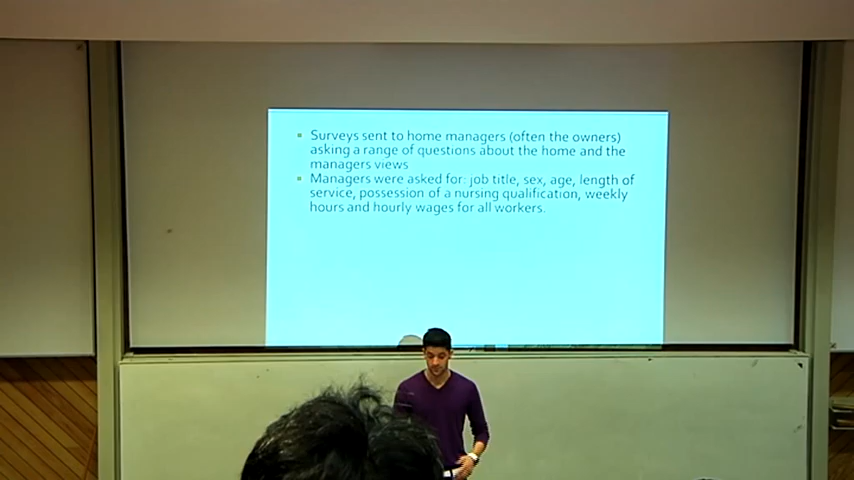 Surveys sent to home managers (often the owners)
asking a range of questions about the home and the
managers views
Managers were asked for: job title, sex, age, length of
service, possession of a nursing qualification, weekly
hours and hourly wages for all workers.